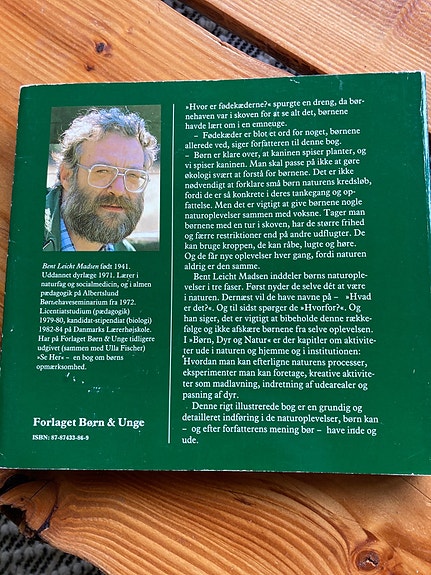 Bent Leicht Madsen født 1941.
Uddannet dyrlæge 1971. Lærer i
naturfag og socialmedicin, og i almen
pædagogik på Albertslund
Børnehaveseminarium fra 1972.
Licentiatstudium (pædagogik)
1979-80, kandidat-stipendiat (biologi)
1982-84 på Danmarks Lærerhøjskole.
Har på Forlaget Børn & Unge tidligere
udgivet (sammen med Ulla Fischer)
»Se Her« – en bog om børns
opmærksomhed.
Forlaget Børn & Unge
ISBN: 87-87433-86-9
»Hvor er fødekæderne?« spurgte en dreng, da bør-
nehaven var i skoven for at se alt det, børnene
havde lært om i en emneuge.
– Fødekæder er blot et ord for noget, børnene
allerede ved, siger forfatteren til denne bog.
– Børn er klare over, at kaninen spiser planter, og
vi spiser kaninen. Man skal passe på ikke at gøre
økologi svært at forstå for børnene. Det er ikke
nødvendigt at forklare små børn naturens kredsløb,
fordi de er så konkrete i deres tankegang og op-
fattelse. Men det er vigtigt at give børnene nogle
naturoplevelser sammen med voksne. Tager man
børnene med en tur i skoven, har de større frihed
og færre restriktioner end på andre udflugter. De
kan bruge kroppen, de kan råbe, lugte og høre.
Og de får nye oplevelser hver gang, fordi naturen
aldrig er den samme.
Bent Leicht Madsen inddeler børns naturople-
velser i tre faser. Først nyder de selve dét at være
i naturen. Dernæst vil de have navne på – »Hvad
er det?«. Og til sidst spørger de »Hvorfor?«. Og
han siger, det er vigtigt at bibeholde denne række-
følge og ikke afskære børnene fra selve oplevelsen.
I »Børn, Dyr og Natur« er der kapitler om aktivite-
ter ude i naturen og hjemme og i institutionen:
Hvordan man kan efterligne naturens processer,
eksperimenter man kan foretage, kreative aktivite-
ter som madlavning, indretning af udearealer og
pasning af dyr.
Denne rigt illustrerede bog er en grundig og
detailleret indføring i de naturoplevelser, børn kan
– og efter forfatterens mening bør – have inde og
ude.